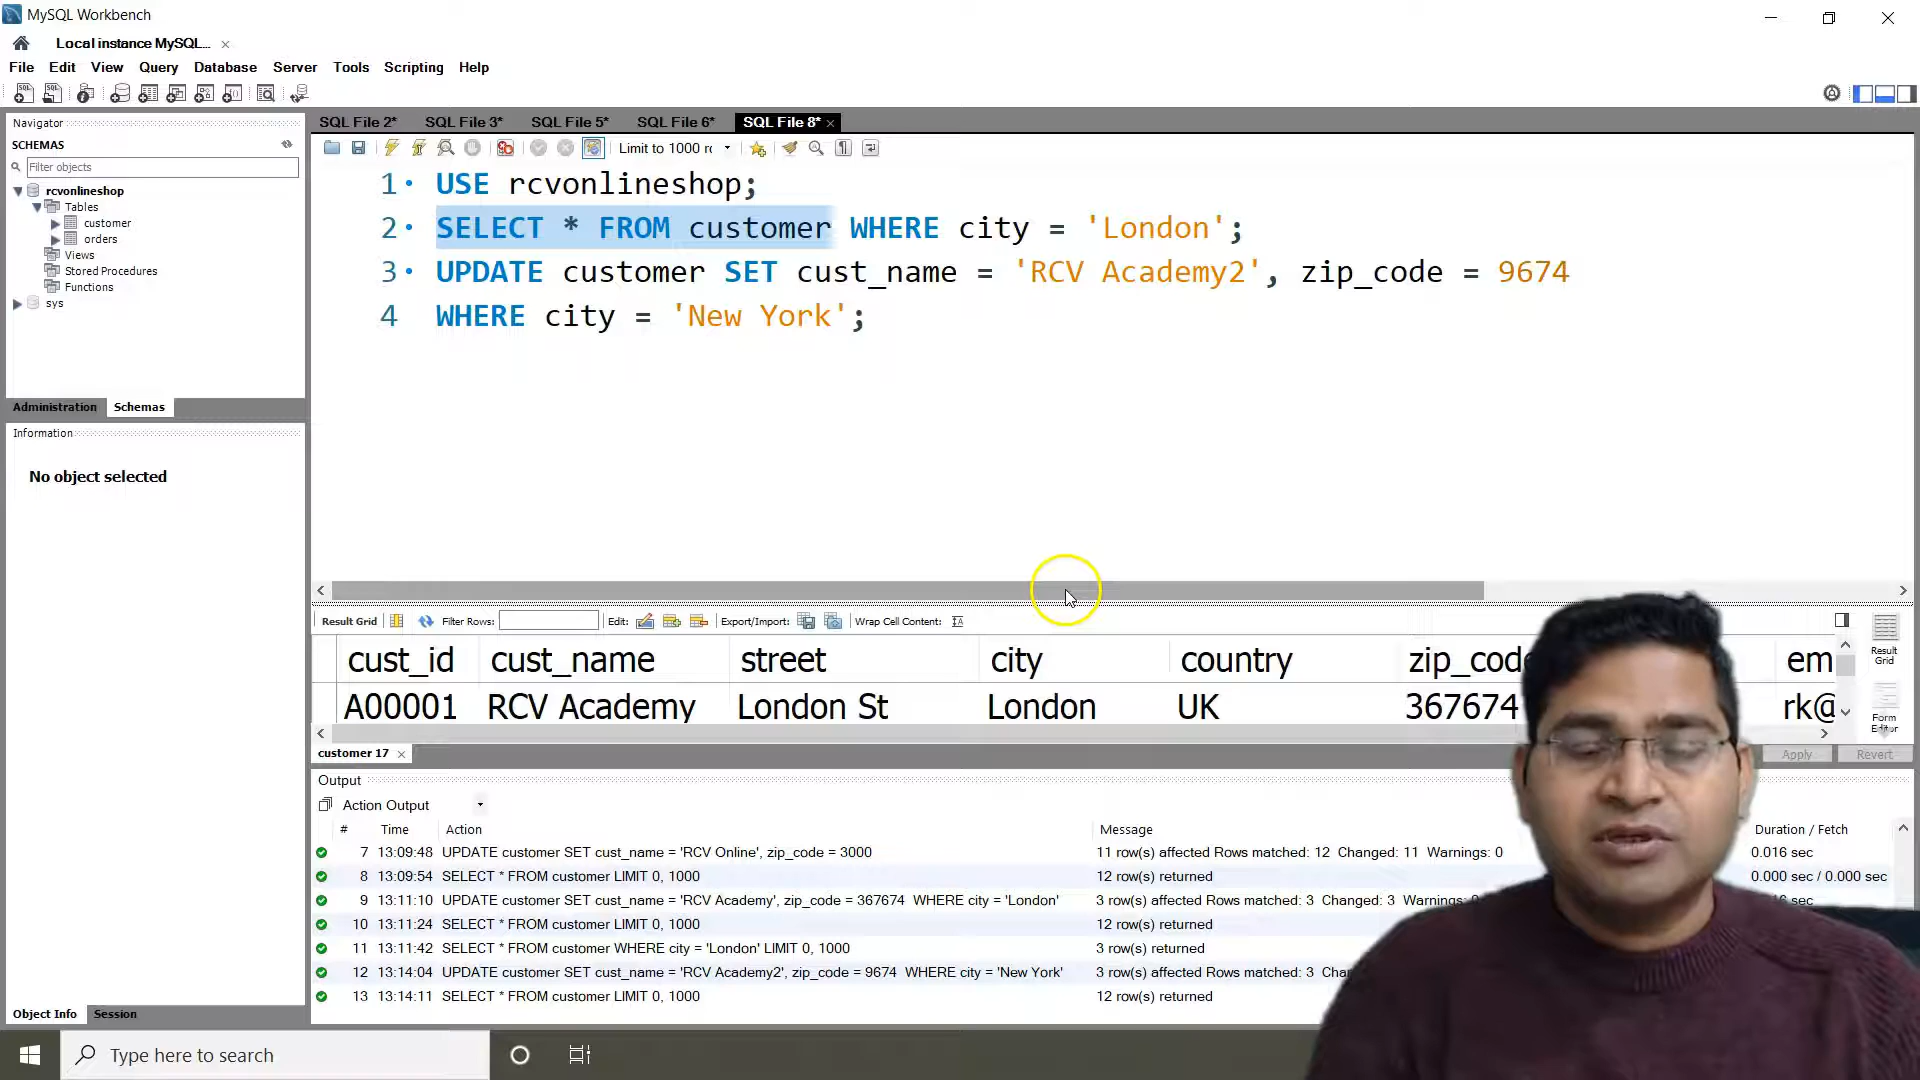 MySQL Workbench
Local instance MySQL...
File Edit View Query Database Server Tools Scripting Help
Navigator
SCHEMAS
Filter objects
rcvonlineshop
Tables
customer
orders
Views
Stored Procedures
Functions
sys
Administration Schemas
Information
No object selected
Object Info Session
SQL File 2* SQL File 3* SQL File 5* SQL File 6* SQL File 8*
Limit to 1000 rc
1 USE rcvonlineshop;
2 SELECT * FROM customer WHERE city = 'London';
3 UPDATE customer SET cust_name = 'RCV Academy2', zip_code = 9674
4 WHERE city = 'New York';
Result Grid Filter Rows: Edit: Export/Import: Wrap Cell Content:
cust_id cust_name street city country zip_code em
A00001 RCV Academy London St London UK 367674 rk@
Result Grid
Form Editor
customer 17
Apply Revert
Output
Action Output
# Time Action Message Duration / Fetch
7 13:09:48 UPDATE customer SET cust_name = 'RCV Online', zip_code = 3000 11 row(s) affected Rows matched: 12 Changed: 11 Warnings: 0 0.016 sec
8 13:09:54 SELECT * FROM customer LIMIT 0, 1000 12 row(s) returned 0.000 sec / 0.000 sec
9 13:11:10 UPDATE customer SET cust_name = 'RCV Academy', zip_code = 367674 WHERE city = 'London' 3 row(s) affected Rows matched: 3 Changed: 3 Warnings: sec
10 13:11:24 SELECT * FROM customer LIMIT 0, 1000 12 row(s) returned
11 13:11:42 SELECT * FROM customer WHERE city = 'London' LIMIT 0, 1000 3 row(s) returned
12 13:14:04 UPDATE customer SET cust_name = 'RCV Academy2', zip_code = 9674 WHERE city = 'New York' 3 row(s) affected Rows matched: 3 Cha
13 13:14:11 SELECT * FROM customer LIMIT 0, 1000 12 row(s) returned
Type here to search